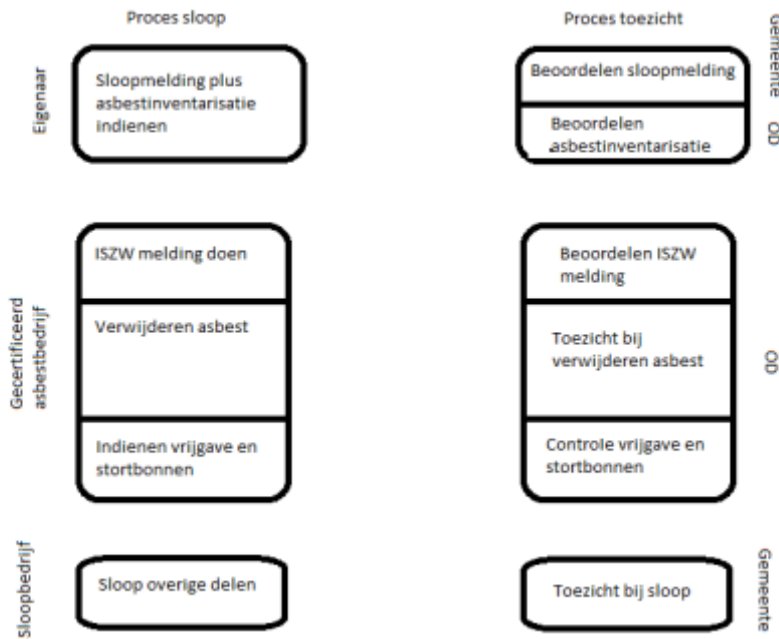 Proces sloop
Proces toezicht
Eigenaar
Sloopmelding plus
asbestinventarisatie
indienen
Beoordelen sloopmelding
Beoordelen
asbestinventarisatie
Gemeente
OD
Gecertificeerd
asbestbedrijf
ISZW melding doen
Verwijderen asbest
Indienen vrijgave en
stortbonnen
Beoordelen ISZW
melding
Toezicht bij
verwijderen asbest
Controle vrijgave en
stortbonnen
OD
Sloopbedrijf
Sloop overige delen
Toezicht bij sloop
Gemeente